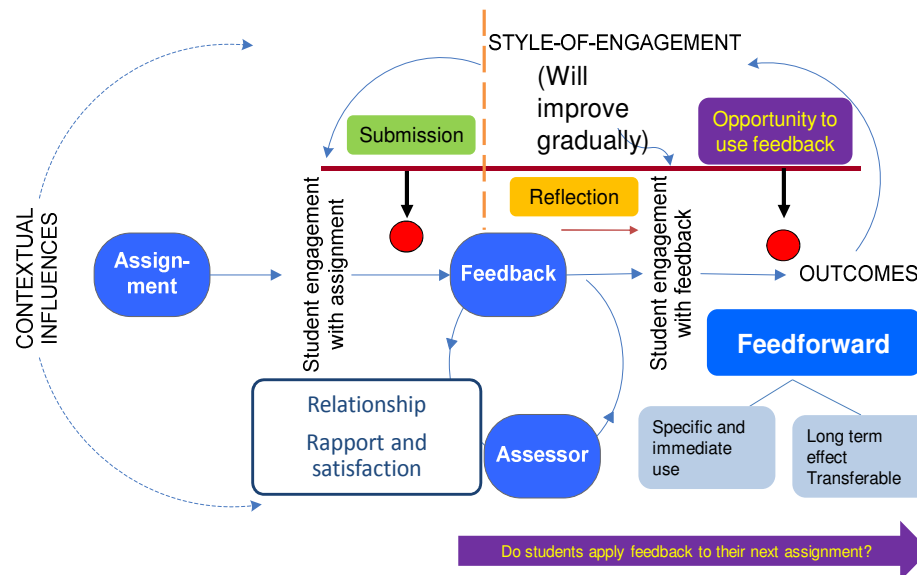 STYLE-OF-ENGAGEMENT
(Will
improve
gradually)
Submission
Opportunity to
use feedback
Reflection
CONTEXTUAL
INFLUENCES
Assign-
ment
Student engagement
with assignment
Feedback
Student engagement
with feedback
OUTCOMES
Feedforward
Relationship
Rapport and
satisfaction
Assessor
Specific and
immediate
use
Long term
effect
Transferable
Do students apply feedback to their next assignment?